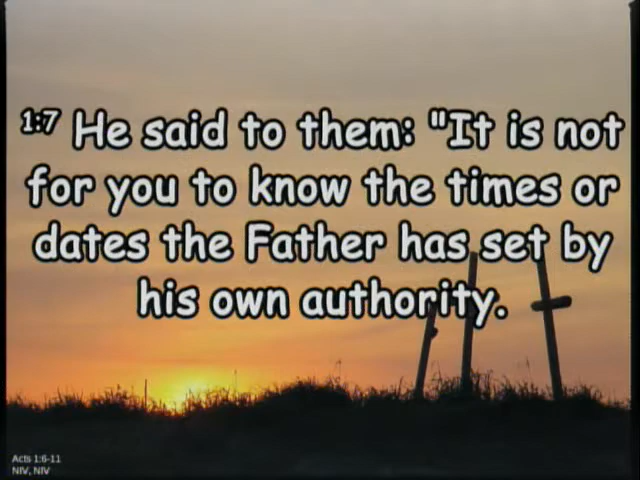 1:7 He said to them: "It is not
for you to know the times or
dates the Father has set by
his own authority.
Acts 1:6-11
NIV, NIV